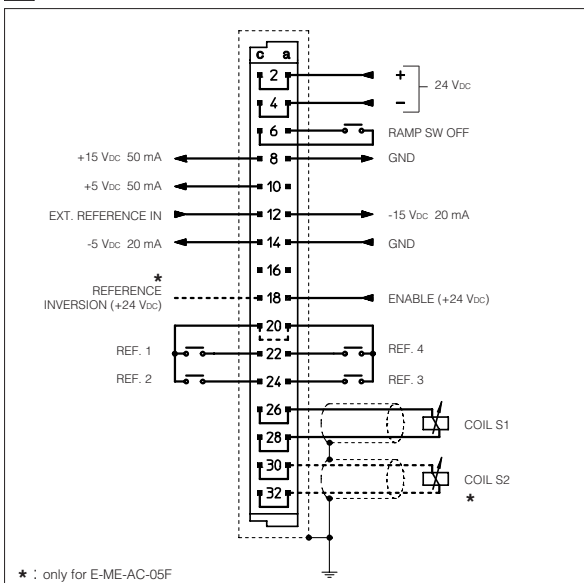 c a
2 + 24 VDC
4 −
6 RAMP SW OFF
+15 VDC 50 mA 8 GND
+5 VDC 50 mA 10
EXT. REFERENCE IN 12 -15 VDC 20 mA
-5 VDC 20 mA 14 GND
16
*
REFERENCE
INVERSION (+24 VDC) 18 ENABLE (+24 VDC)
20
REF. 1 22 REF. 4
REF. 2 24 REF. 3
26 COIL S1
28
30 COIL S2
32 *
* : only for E-ME-AC-05F